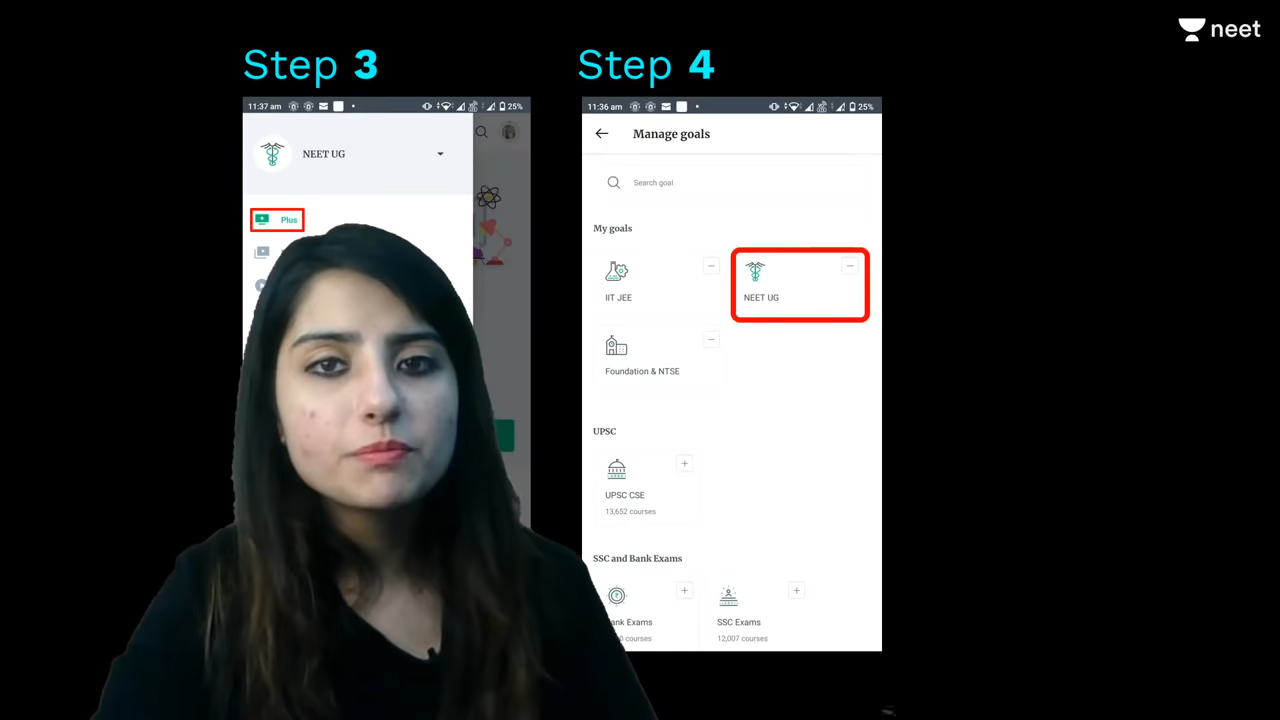 neet
Step 3
11:37 am
25%
NEET UG
Plus
Step 4
11:36 am
25%
Manage goals
Search goal
My goals
IIT JEE
NEET UG
Foundation & NTSE
UPSC
UPSC CSE
13,652 courses
SSC and Bank Exams
Exams
courses
SSC Exams
12,007 courses